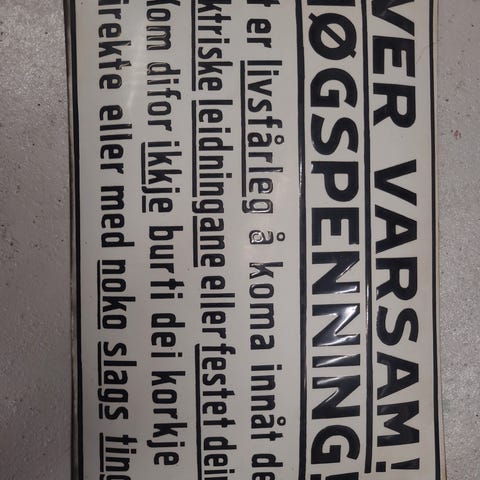 VER VARSAM!
HØGSPENNING!
t er livsfårleg å koma innåt de
ktriske leidningane eller festet dei
Kom difor ikkje burti dei korkje
direkte eller med noko slags ting